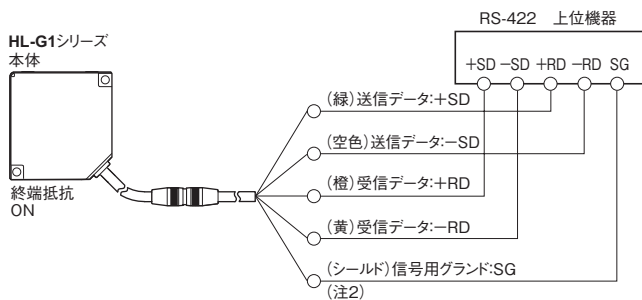 RS-422　上位機器
HL-G1シリーズ
本体
+SD −SD +RD −RD SG
(緑)送信データ:+SD
(空色)送信データ:−SD
(橙)受信データ:+RD
(黄)受信データ:−RD
(シールド)信号用グランド:SG
(注2)
終端抵抗
ON